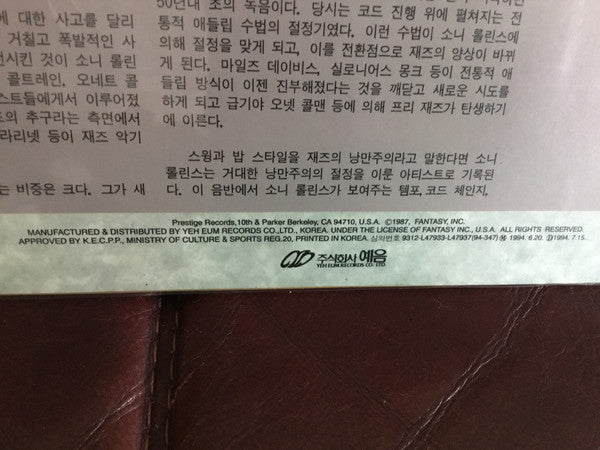 에 대한 사고를 달리
거칠고 폭발적인 사
선시킨 것이 소니 롤린
콜트레인, 오네트 콜
스트들에게서 이루어졌
의 추구라는 측면에서
라리넷 등이 재즈 악기
는 비중은 크다. 그가 새
50년대 초의 녹음이다. 당시는 코드 진행 위에 펼쳐지는 전
통적 애들립 수법의 절정기였다. 이런 수법이 소니 롤린스에
의해 절정을 맞게 되고, 이를 전환점으로 재즈의 양상이 바뀌
게 된다. 마일즈 데이비스, 실로니어스 몽크 등이 전통적 애
들립 방식이 이젠 진부해졌다는 것을 깨닫고 새로운 시도를
하게 되고 급기야 오넷 콜맨 등에 의해 프리 재즈가 탄생하기
에 이른다.
스윙과 밥 스타일을 재즈의 낭만주의라고 말한다면 소니
롤린스는 거대한 낭만주의의 절정을 이룬 아티스트로 기록된
다. 이 음반에서 소니 롤린스가 보여주는 템포, 코드 체인지,
Prestige Records, 10th & Parker Berkeley, CA 94710, U.S.A. ©1987, FANTASY, INC.
MANUFACTURED & DISTRIBUTED BY YEH EUM RECORDS CO.,LTD., KOREA. UNDER THE LICENSE OF FANTASY INC., U.S.A. ALL RIGHTS RESERVED.
APPROVED BY K.E.C.P.P., MINISTRY OF CULTURE & SPORTS REG.20, PRINTED IN KOREA 심의번호 9312-L47933-L47937(94-347) 1994. 6.20. 1994. 7.15.
주식회사 예음
YEH EUM RECORDS CO. LTD.